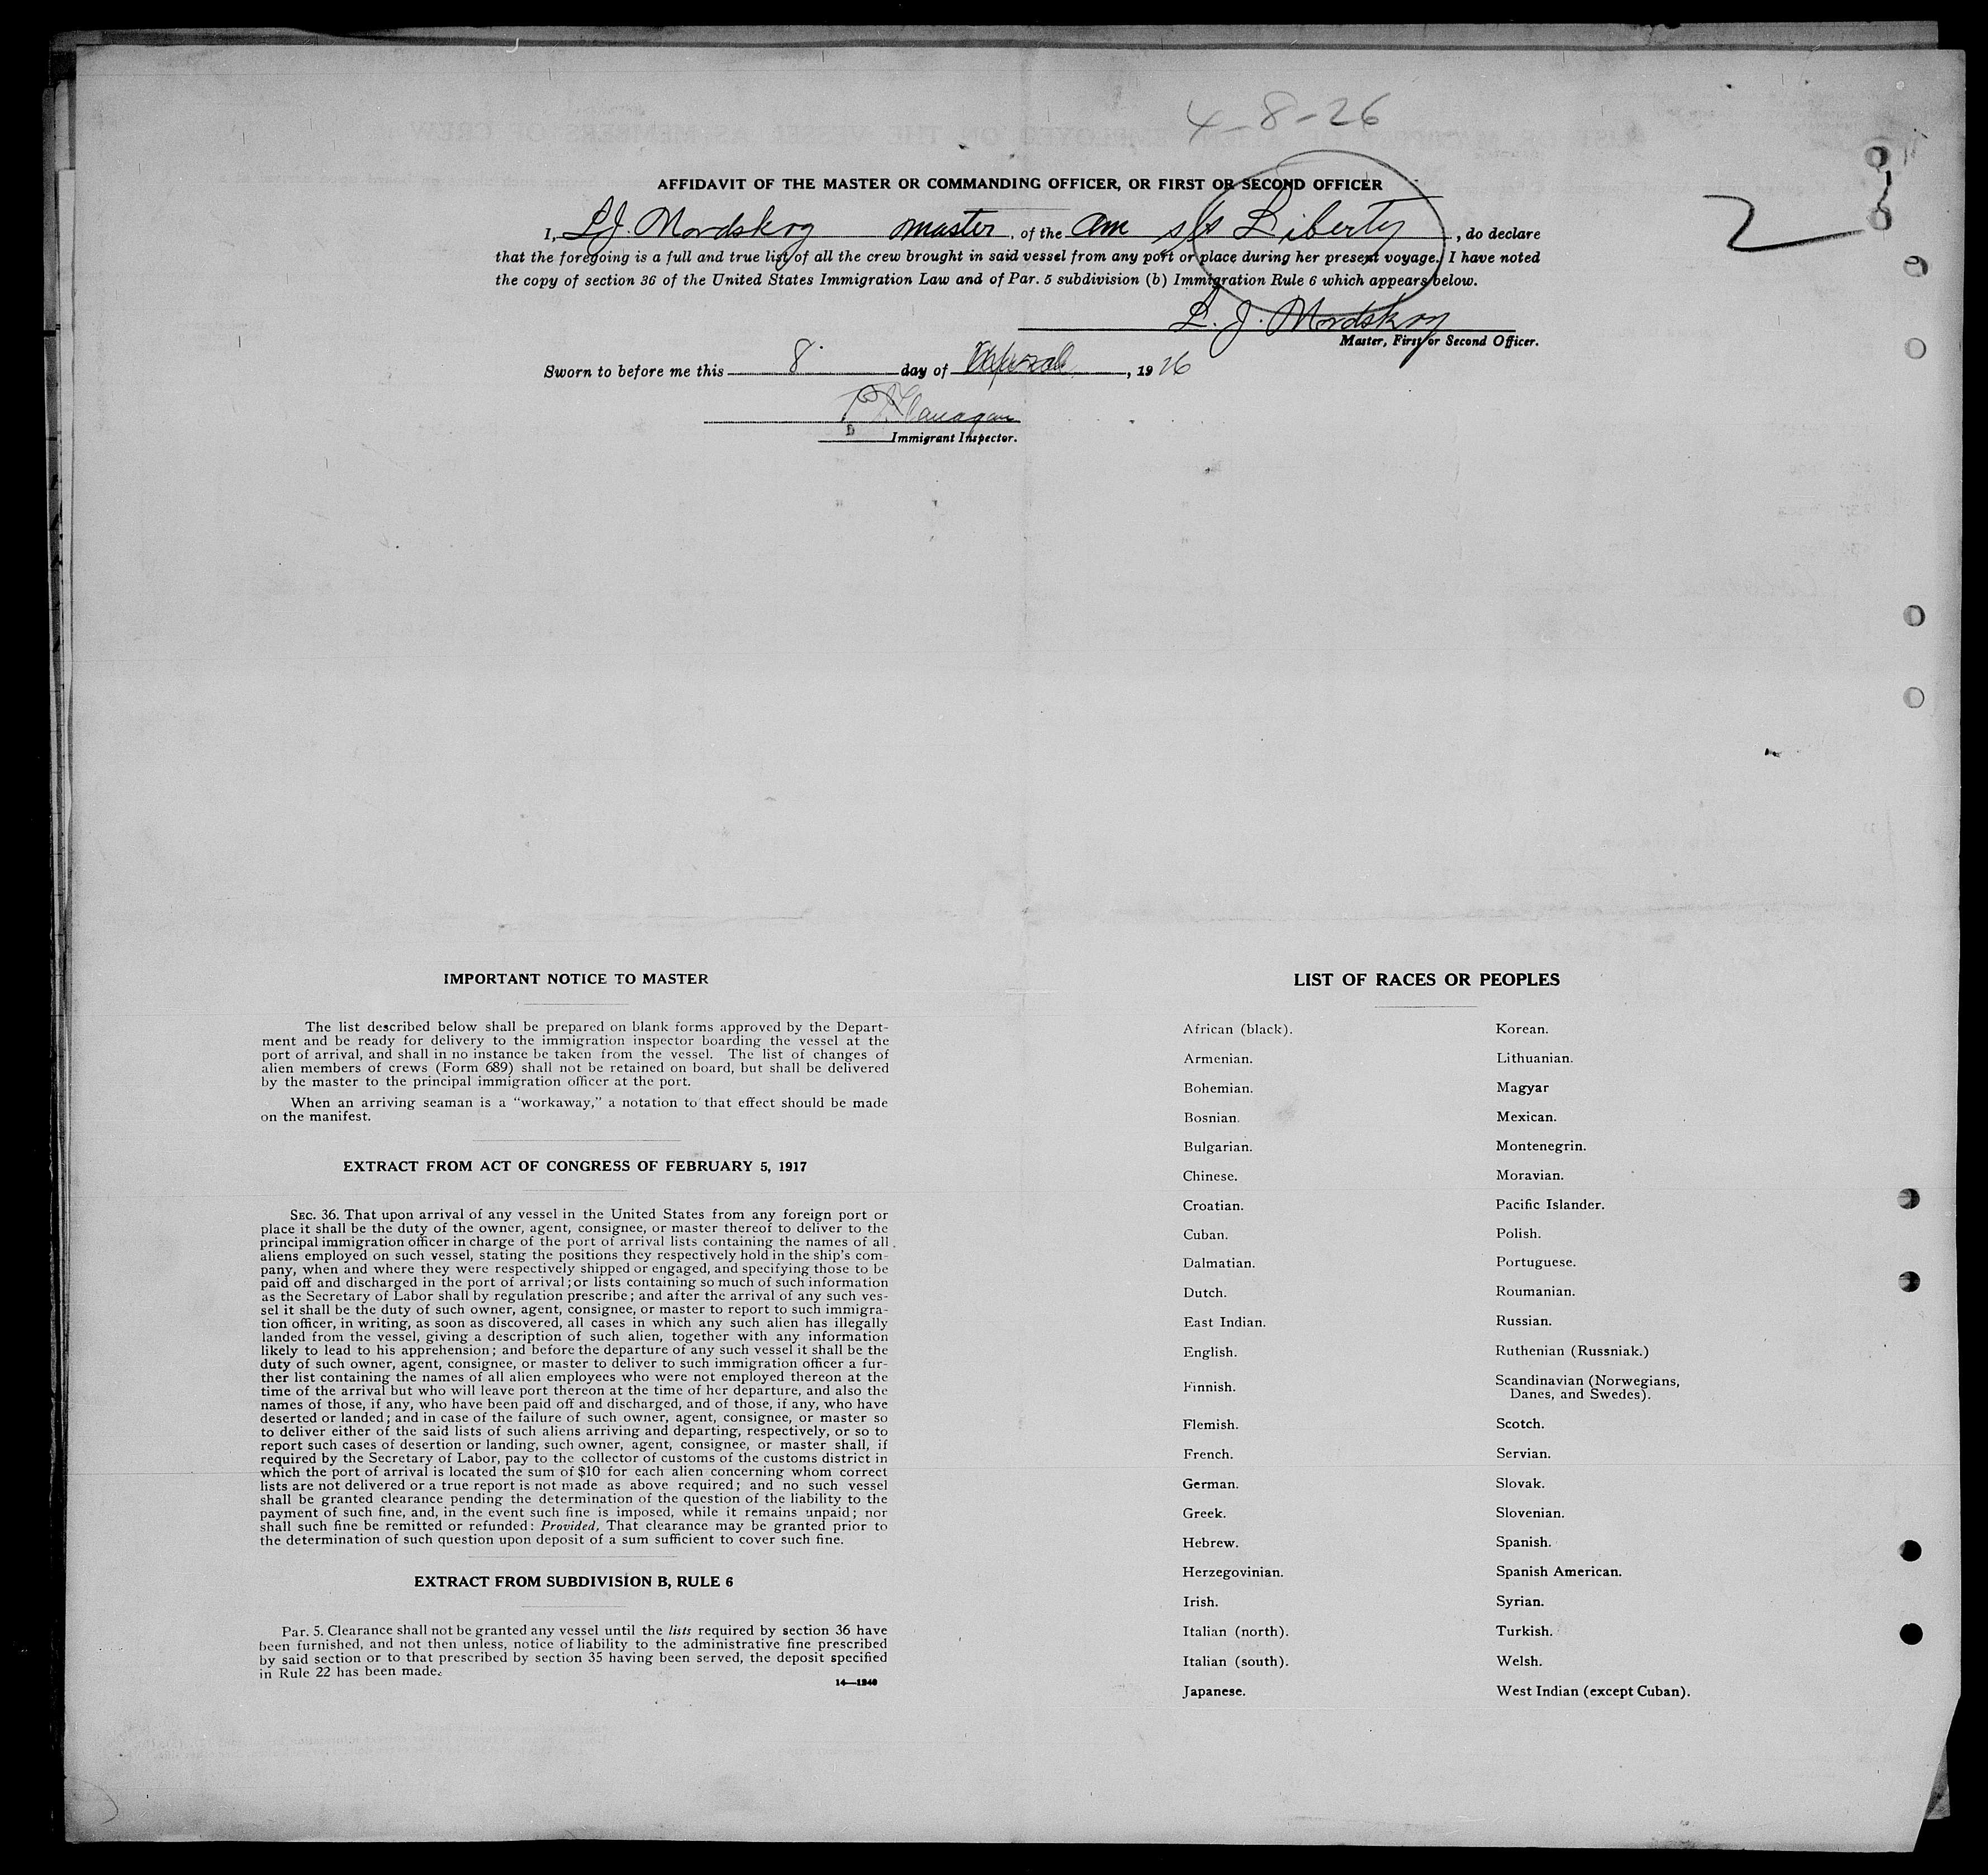 4-8-26
AFFIDAVIT OF THE MASTER OR COMMANDING OFFICER, OR FIRST OR SECOND OFFICER
2
I, L.J. Nordskog master, of the Am s/s Liberty, do declare
that the foregoing is a full and true list of all the crew brought in said vessel from any port or place during her present voyage. I have noted
the copy of section 36 of the United States Immigration Law and of Par. 5 subdivision (b) Immigration Rule 6 which appears below.
L. J. Nordskog
Master, First or Second Officer.
Sworn to before me this 8 day of April, 1926
Flanagan
Immigrant Inspector.
IMPORTANT NOTICE TO MASTER
The list described below shall be prepared on blank forms approved by the Depart-
ment and be ready for delivery to the immigration inspector boarding the vessel at the
port of arrival, and shall in no instance be taken from the vessel. The list of changes of
alien members of crews (Form 689) shall not be retained on board, but shall be delivered
by the master to the principal immigration officer at the port.
When an arriving seaman is a "workaway," a notation to that effect should be made
on the manifest.
EXTRACT FROM ACT OF CONGRESS OF FEBRUARY 5, 1917
SEC. 36. That upon arrival of any vessel in the United States from any foreign port or
place it shall be the duty of the owner, agent, consignee, or master thereof to deliver to the
principal immigration officer in charge of the port of arrival lists containing the names of all
aliens employed on such vessel, stating the positions they respectively hold in the ship's com-
pany, when and where they were respectively shipped or engaged, and specifying those to be
paid off and discharged in the port of arrival; or lists containing so much of such information
as the Secretary of Labor shall by regulation prescribe; and after the arrival of any such ves-
sel it shall be the duty of such owner, agent, consignee, or master to report to such immigra-
tion officer, in writing, as soon as discovered, all cases in which any such alien has illegally
landed from the vessel, giving a description of such alien, together with any information
likely to lead to his apprehension; and before the departure of any such vessel it shall be the
duty of such owner, agent, consignee, or master to deliver to such immigration officer a fur-
ther list containing the names of all alien employees who were not employed thereon at the
time of the arrival but who will leave port thereon at the time of her departure, and also the
names of those, if any, who have been paid off and discharged, and of those, if any, who have
deserted or landed; and in case of the failure of such owner, agent, consignee, or master so
to deliver either of the said lists of such aliens arriving and departing, respectively, or so to
report such cases of desertion or landing, such owner, agent, consignee, or master shall, if
required by the Secretary of Labor, pay to the collector of customs of the customs district in
which the port of arrival is located the sum of $10 for each alien concerning whom correct
lists are not delivered or a true report is not made as above required; and no such vessel
shall be granted clearance pending the determination of the question of the liability to the
payment of such fine, and, in the event such fine is imposed, while it remains unpaid; nor
shall such fine be remitted or refunded: Provided, That clearance may be granted prior to
the determination of such question upon deposit of a sum sufficient to cover such fine.
EXTRACT FROM SUBDIVISION B, RULE 6
Par. 5. Clearance shall not be granted any vessel until the lists required by section 36 have
been furnished, and not then unless, notice of liability to the administrative fine prescribed
by said section or to that prescribed by section 35 having been served, the deposit specified
in Rule 22 has been made.
14—1240
LIST OF RACES OR PEOPLES
African (black).
Armenian.
Bohemian.
Bosnian.
Bulgarian.
Chinese.
Croatian.
Cuban.
Dalmatian.
Dutch.
East Indian.
English.
Finnish.
Flemish.
French.
German.
Greek.
Hebrew.
Herzegovinian.
Irish.
Italian (north).
Italian (south).
Japanese.
Korean.
Lithuanian.
Magyar
Mexican.
Montenegrin.
Moravian.
Pacific Islander.
Polish.
Portuguese.
Roumanian.
Russian.
Ruthenian (Russniak.)
Scandinavian (Norwegians,
Danes, and Swedes).
Scotch.
Servian.
Slovak.
Slovenian.
Spanish.
Spanish American.
Syrian.
Turkish.
Welsh.
West Indian (except Cuban).